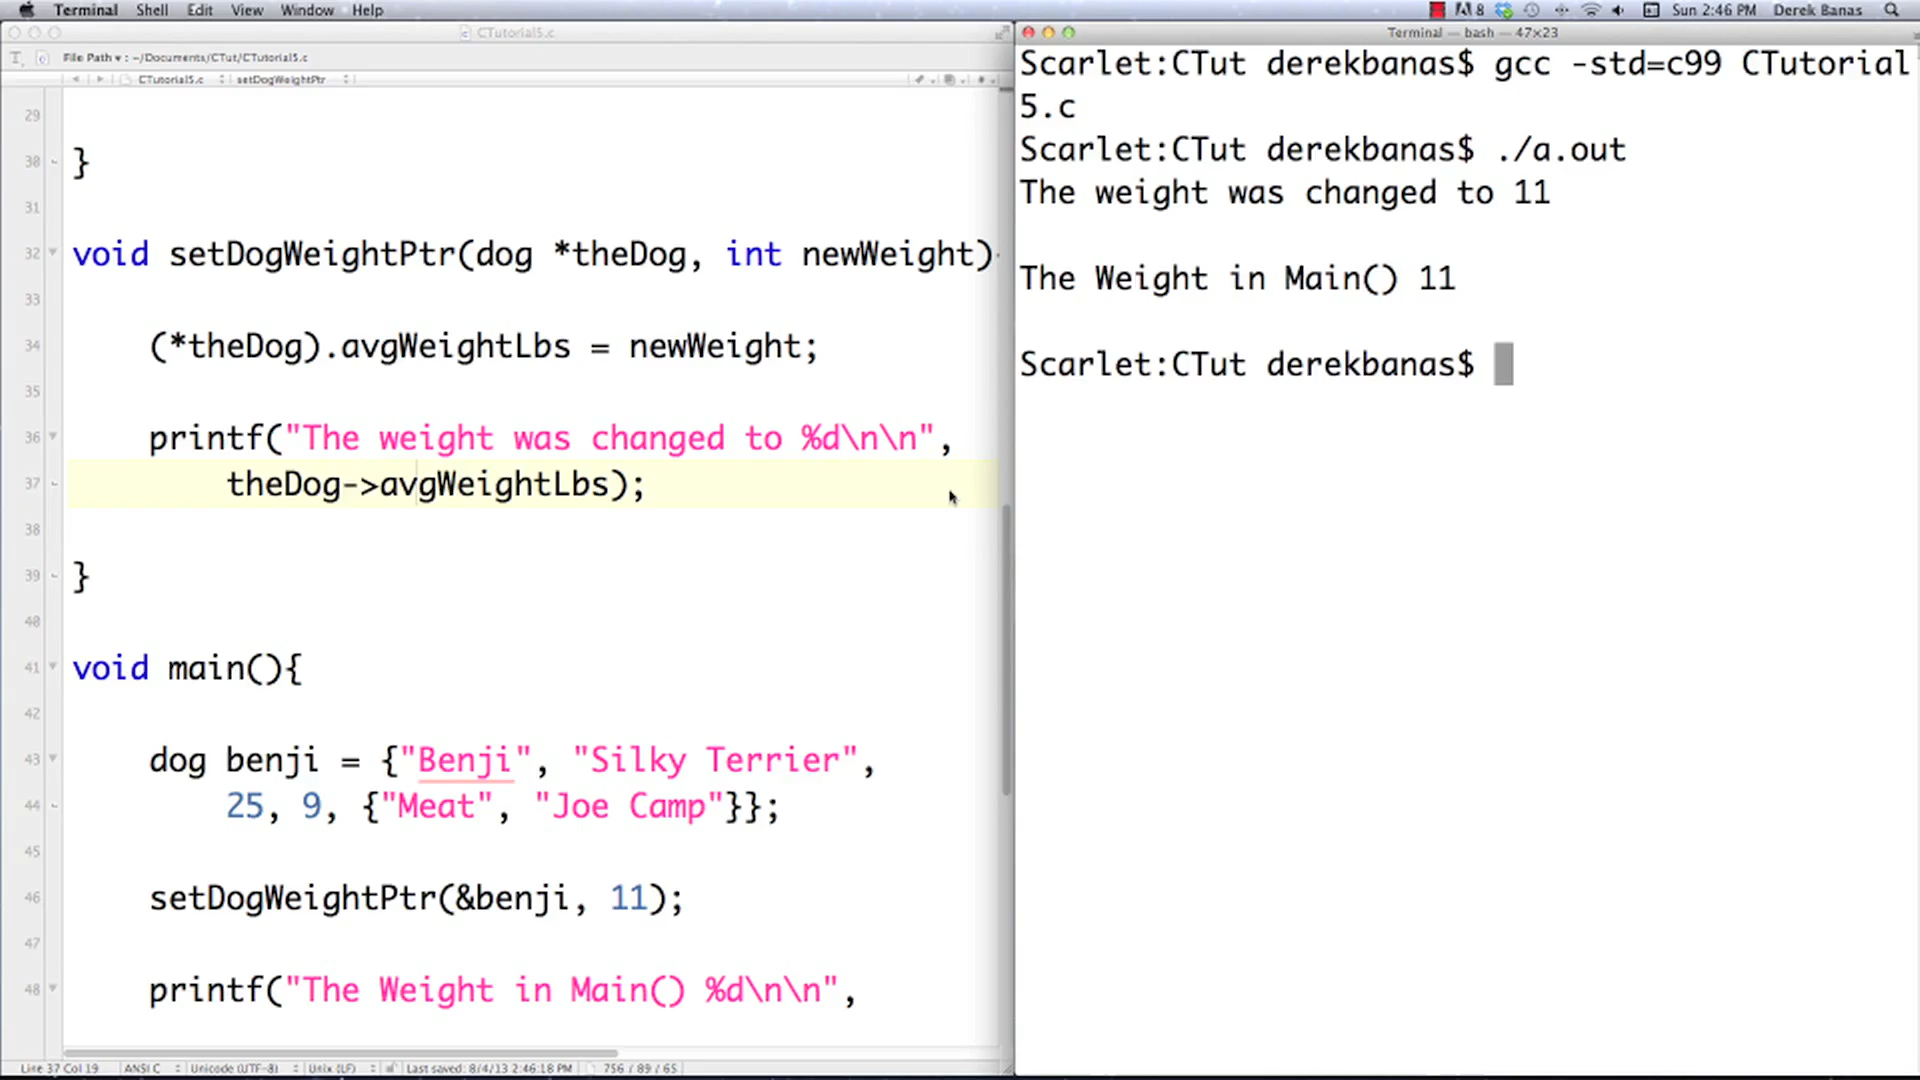 Terminal Shell Edit View Window Help
8 Sun 2:46 PM Derek Banas
CTutorial5.c
File Path ▾ : ~/Documents/CTut/CTutorial5.c
CTutorial5.c setDogWeightPtr
29
30 }
31
32 void setDogWeightPtr(dog *theDog, int newWeight)
33
34 (*theDog).avgWeightLbs = newWeight;
35
36 printf("The weight was changed to %d\n\n",
37 theDog->avgWeightLbs);
38
39 }
40
41 void main(){
42
43 dog benji = {"Benji", "Silky Terrier",
44 25, 9, {"Meat", "Joe Camp"}};
45
46 setDogWeightPtr(&benji, 11);
47
48 printf("The Weight in Main() %d\n\n",
Line 37 Col 19 ANSI C Unicode (UTF-8) Unix (LF) Last saved: 8/4/13 2:46:18 PM 756 / 89 / 65
Terminal — bash — 47×23
Scarlet:CTut derekbanas$ gcc -std=c99 CTutorial
5.c
Scarlet:CTut derekbanas$ ./a.out
The weight was changed to 11
The Weight in Main() 11
Scarlet:CTut derekbanas$